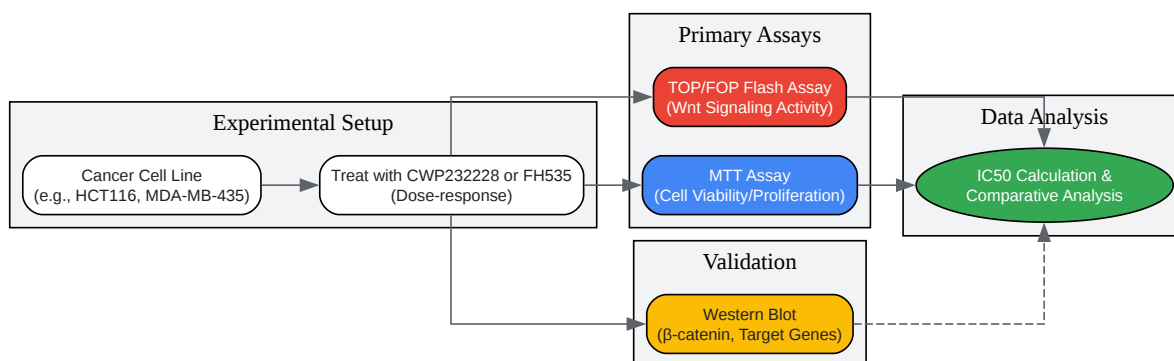 Experimental Setup
Cancer Cell Line
(e.g., HCT116, MDA-MB-435)
Treat with CWP232228 or FH535
(Dose-response)
Primary Assays
TOP/FOP Flash Assay
(Wnt Signaling Activity)
MTT Assay
(Cell Viability/Proliferation)
Validation
Western Blot
(β-catenin, Target Genes)
Data Analysis
IC50 Calculation &
Comparative Analysis